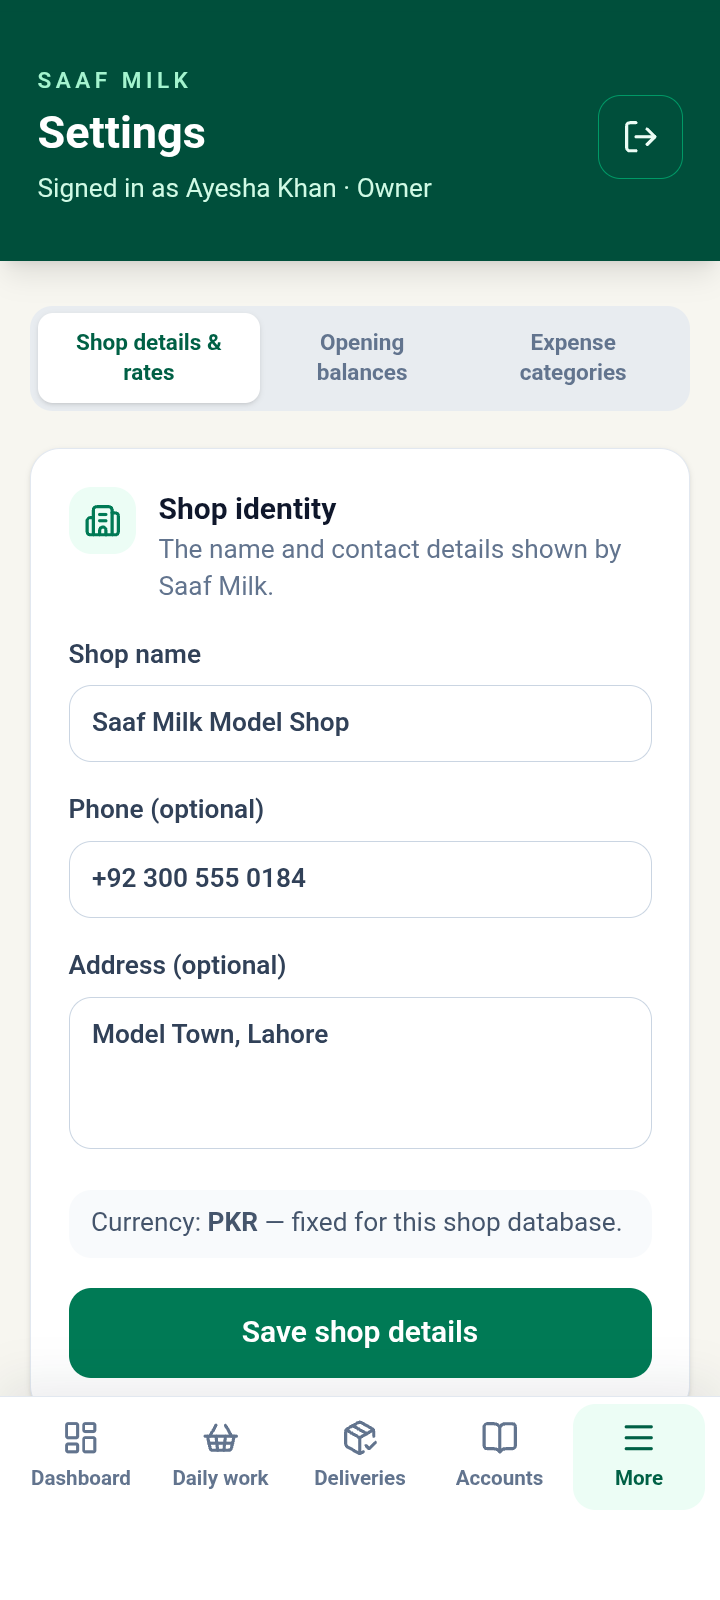 SAAF MILK
Settings
Signed in as Ayesha Khan · Owner
Shop details &
rates
Opening
balances
Expense
categories
Shop identity
The name and contact details shown by
Saaf Milk.
Shop name
Saaf Milk Model Shop
Phone (optional)
+92 300 555 0184
Address (optional)
Model Town, Lahore
Currency: PKR — fixed for this shop database.
Save shop details
Dashboard
Daily work
Deliveries
Accounts
More